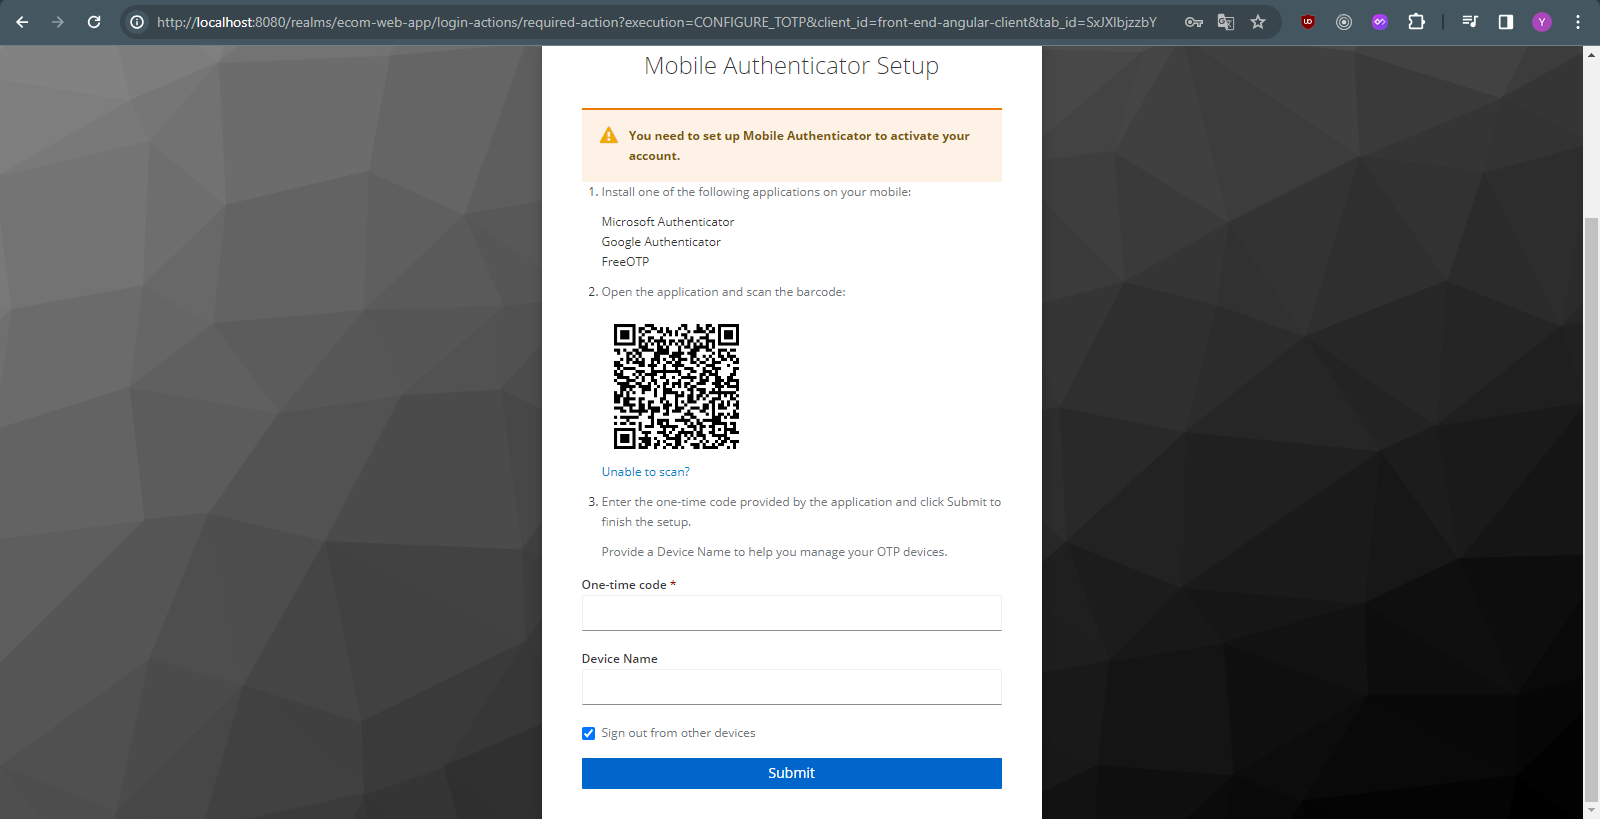 http://localhost:8080/realms/ecom-web-app/login-actions/required-action?execution=CONFIGURE_TOTP&client_id=front-end-angular-client&tab_id=SxJXlbjzzbY
Y
Mobile Authenticator Setup
You need to set up Mobile Authenticator to activate your
account.
1. Install one of the following applications on your mobile:
Microsoft Authenticator
Google Authenticator
FreeOTP
2. Open the application and scan the barcode:
Unable to scan?
3. Enter the one-time code provided by the application and click Submit to
finish the setup.
Provide a Device Name to help you manage your OTP devices.
One-time code *
Device Name
Sign out from other devices
Submit